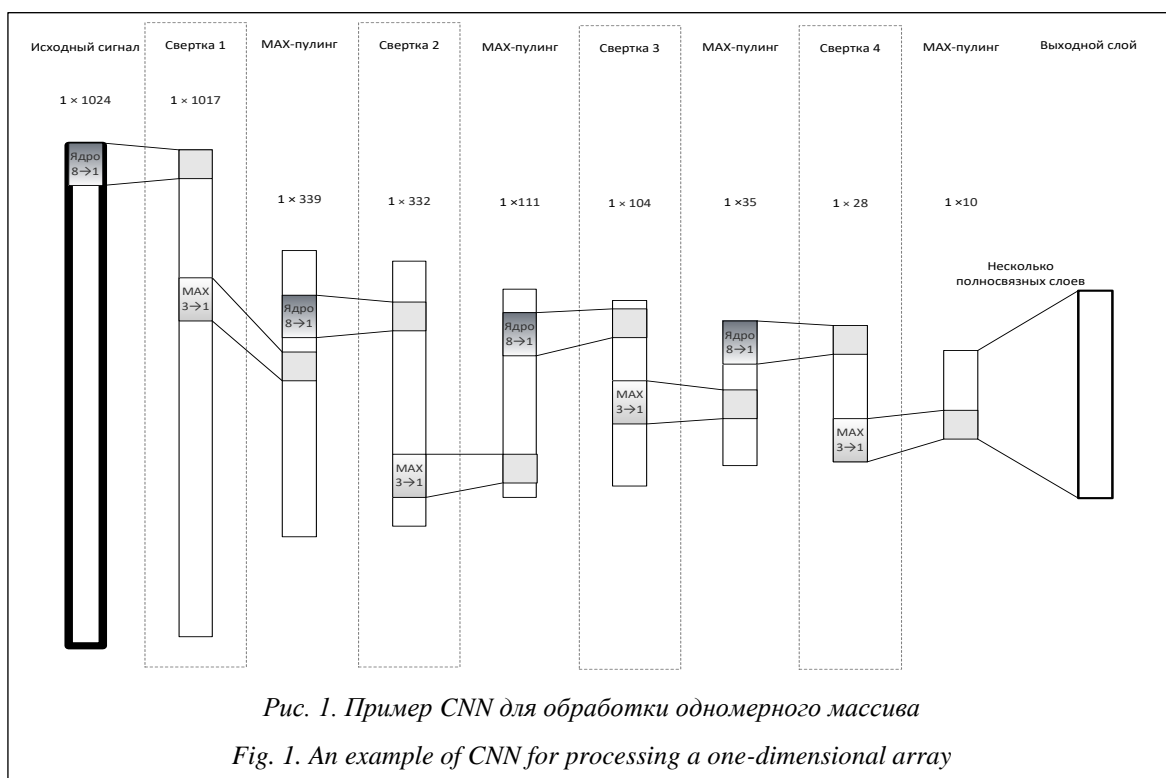 Исходный сигнал
Свертка 1
MAX-пулинг
Свертка 2
MAX-пулинг
Свертка 3
MAX-пулинг
Свертка 4
MAX-пулинг
Выходной слой
1 × 1024
1 × 1017
1 × 339
1 × 332
1 ×111
1 × 104
1 ×35
1 × 28
1 ×10
Ядро
8→1
MAX
3→1
Ядро
8→1
MAX
3→1
Ядро
8→1
MAX
3→1
Ядро
8→1
MAX
3→1
Несколько
полносвязных слоев
Рис. 1. Пример CNN для обработки одномерного массива
Fig. 1. An example of CNN for processing a one-dimensional array